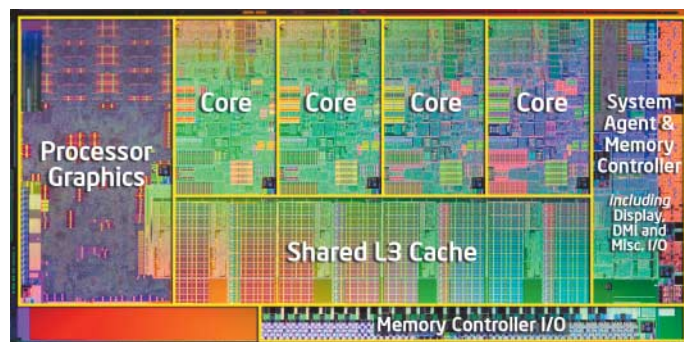 Processor
Graphics
Core
Core
Core
Core
System
Agent &
Memory
Controller
including
Display,
DMI and
Misc. I/O
Shared L3 Cache
Memory Controller I/O